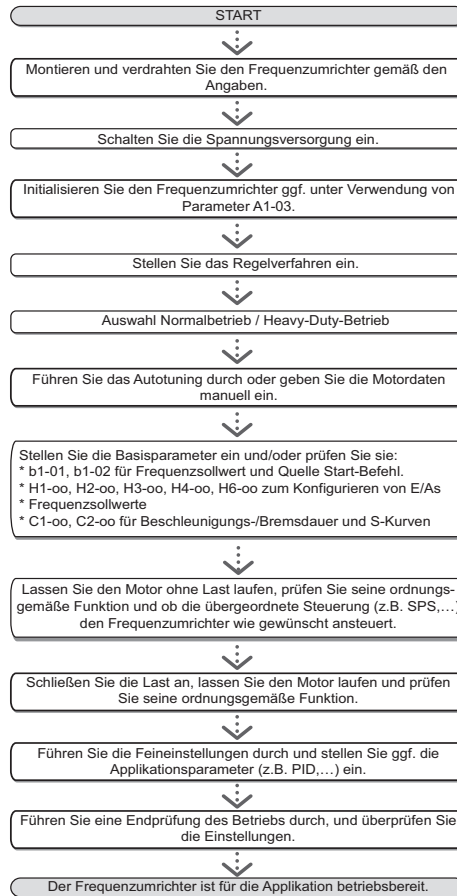 START
Montieren und verdrahten Sie den Frequenzumrichter gemäß den
Angaben.
Schalten Sie die Spannungsversorgung ein.
Initialisieren Sie den Frequenzumrichter ggf. unter Verwendung von
Parameter A1-03.
Stellen Sie das Regelverfahren ein.
Auswahl Normalbetrieb / Heavy-Duty-Betrieb
Führen Sie das Autotuning durch oder geben Sie die Motordaten
manuell ein.
Stellen Sie die Basisparameter ein und/oder prüfen Sie sie:
* b1-01, b1-02 für Frequenzsollwert und Quelle Start-Befehl.
* H1-oo, H2-oo, H3-oo, H4-oo, H6-oo zum Konfigurieren von E/As
* Frequenzsollwerte
* C1-oo, C2-oo für Beschleunigungs-/Bremsdauer und S-Kurven
Lassen Sie den Motor ohne Last laufen, prüfen Sie seine ordnungs-
gemäße Funktion und ob die übergeordnete Steuerung (z.B. SPS,…)
den Frequenzumrichter wie gewünscht ansteuert.
Schließen Sie die Last an, lassen Sie den Motor laufen und prüfen
Sie seine ordnungsgemäße Funktion.
Führen Sie die Feineinstellungen durch und stellen Sie ggf. die
Applikationsparameter (z.B. PID,…) ein.
Führen Sie eine Endprüfung des Betriebs durch, und überprüfen Sie
die Einstellungen.
Der Frequenzumrichter ist für die Applikation betriebsbereit.